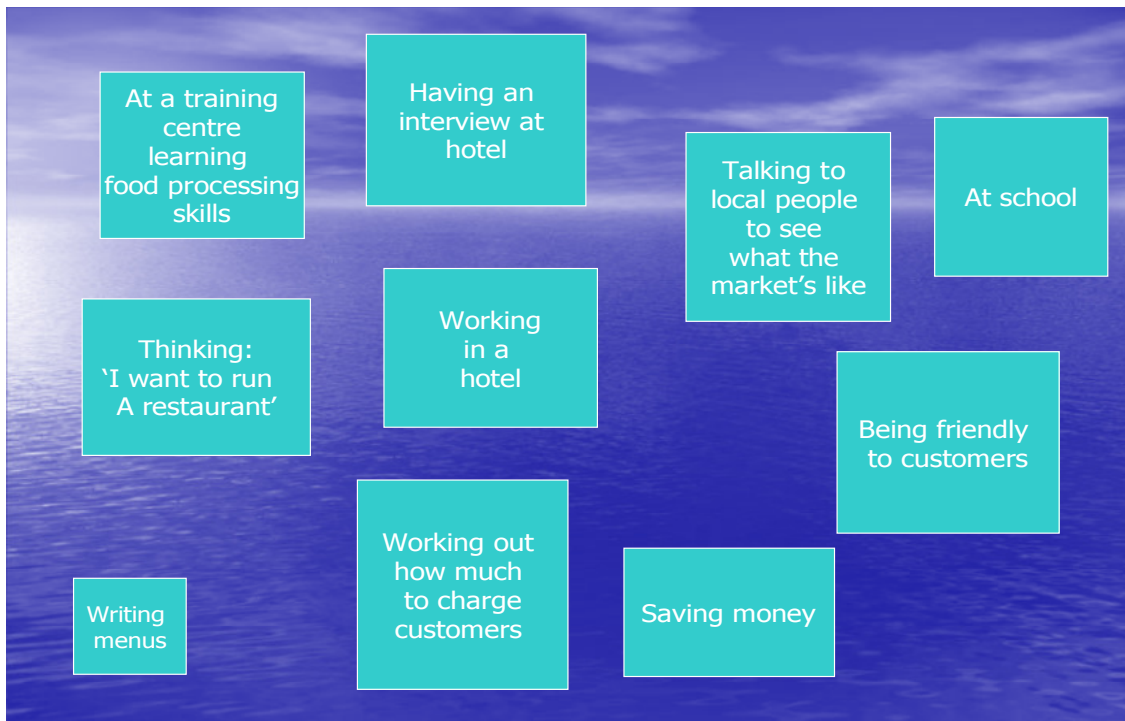 At a training
centre
learning
food processing
skills
Having an
interview at
hotel
Talking to
local people
to see
what the
market’s like
At school
Thinking:
‘I want to run
A restaurant’
Working
in a
hotel
Being friendly
to customers
Working out
how much
to charge
customers
Saving money
Writing
menus